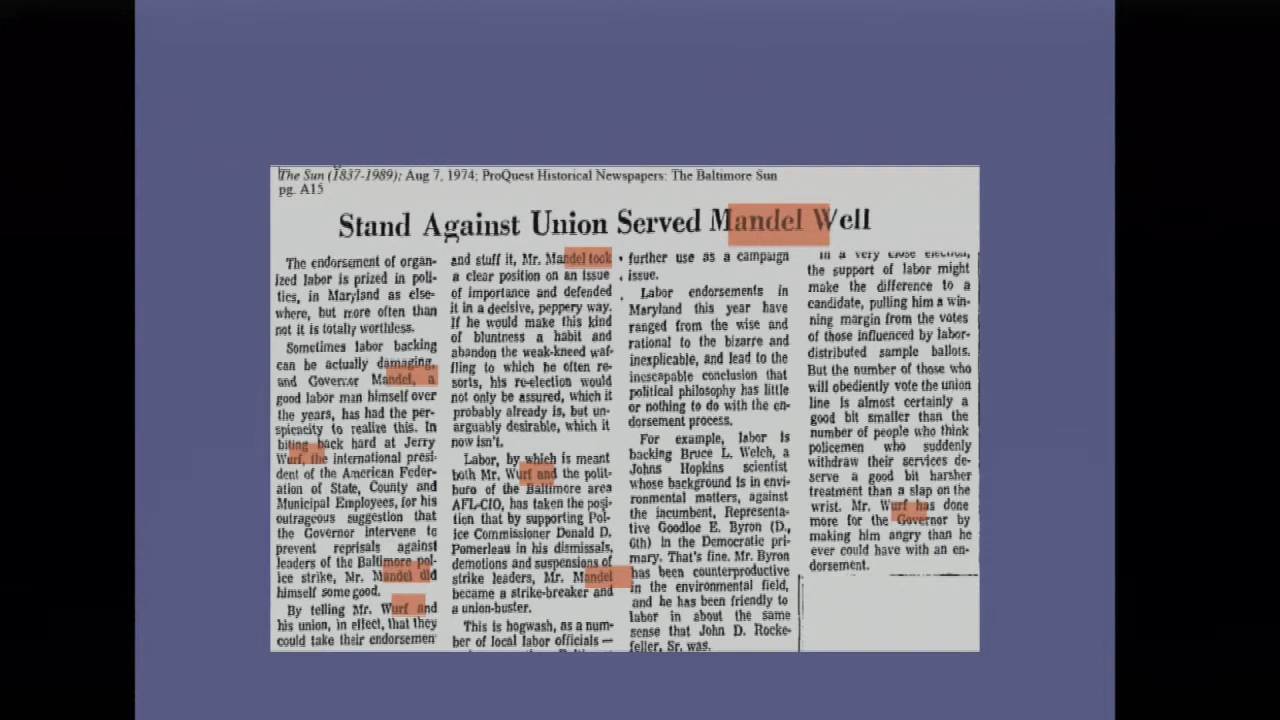 The Sun (1837-1989); Aug 7, 1974; ProQuest Historical Newspapers: The Baltimore Sun
pg. A15
Stand Against Union Served Mandel Well
The endorsement of organ-
ized labor is prized in poli-
tics, in Maryland as else-
where, but more often than
not it is totally worthless.
Sometimes labor backing
can be actually damaging,
and Governor Mandel, a
good labor man himself over
the years, has had the per-
spicacity to realize this. In
biting back hard at Jerry
Wurf, the international presi-
dent of the American Feder-
ation of State, County and
Municipal Employees, for his
outrageous suggestion that
the Governor intervene to
prevent reprisals against
leaders of the Baltimore pol-
ice strike, Mr. Mandel did
himself some good.
By telling Mr. Wurf and
his union, in effect, that they
could take their endorsemen
and stuff it, Mr. Mandel took
a clear position on an issue
of importance and defended
it in a decisive, peppery way.
If he would make this kind
of bluntness a habit and
abandon the weak-kneed waf-
fling to which he often re-
sorts, his re-election would
not only be assured, which it
probably already is, but un-
arguably desirable, which it
now isn't.
Labor, by which is meant
both Mr. Wurf and the polit-
buro of the Baltimore area
AFL-CIO, has taken the posi-
tion that by supporting Pol-
ice Commissioner Donald D.
Pomerleau in his dismissals,
demotions and suspensions of
strike leaders, Mr. Mandel
became a strike-breaker and
a union-buster.
This is hogwash, as a num-
ber of local labor officials —
further use as a campaign
issue.
Labor endorsements in
Maryland this year have
ranged from the wise and
rational to the bizarre and
inexplicable, and lead to the
inescapable conclusion that
political philosophy has little
or nothing to do with the en-
dorsement process.
For example, labor is
backing Bruce L. Welch, a
Johns Hopkins scientist
whose background is in envi-
ronmental matters, against
the incumbent, Representa-
tive Goodloe E. Byron (D.,
6th) in the Democratic pri-
mary. That's fine. Mr. Byron
has been counterproductive
in the environmental field,
and he has been friendly to
labor in about the same
sense that John D. Rocke-
feller, Sr. was.
In a very close election,
the support of labor might
make the difference to a
candidate, pulling him a win-
ning margin from the votes
of those influenced by labor-
distributed sample ballots.
But the number of those who
will obediently vote the union
line is almost certainly a
good bit smaller than the
number of people who think
policemen who suddenly
withdraw their services de-
serve a good bit harsher
treatment than a slap on the
wrist. Mr. Wurf has done
more for the Governor by
making him angry than he
ever could have with an en-
dorsement.